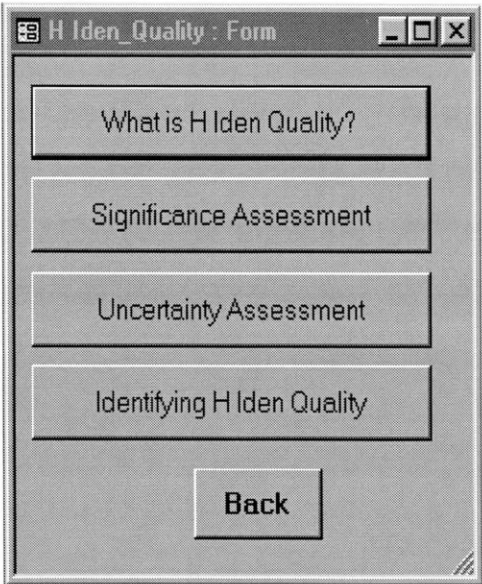 H Iden_Quality : Form
What is H Iden Quality?
Significance Assessment
Uncertainty Assessment
Identifying H Iden Quality
Back